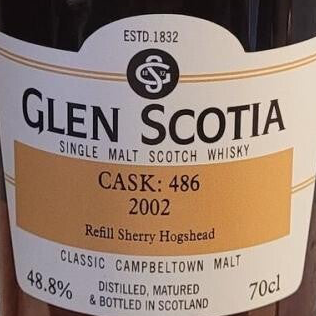 ESTD.1832
GLEN SCOTIA
SINGLE MALT SCOTCH WHISKY
CASK: 486
2002
Refill Sherry Hogshead
CLASSIC CAMPBELTOWN MALT
48.8%
DISTILLED, MATURED
& BOTTLED IN SCOTLAND
70cl